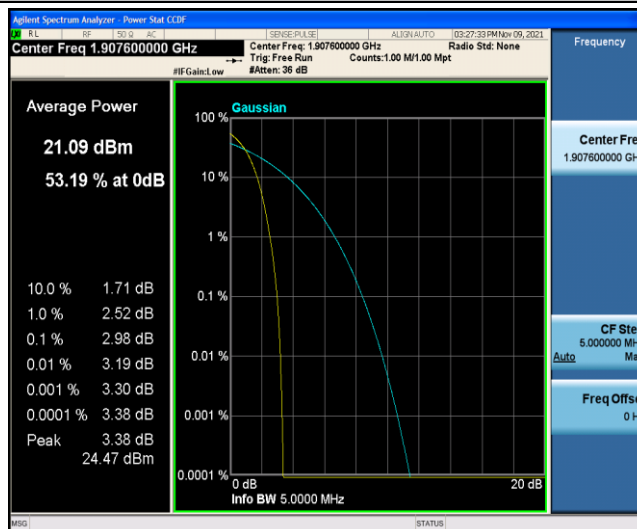 Agilent Spectrum Analyzer - Power Stat CCDF
RL RF 50 Ω AC SENSE:PULSE ALIGN AUTO 03:27:33 PM Nov 09, 2021
Center Freq 1.907600000 GHz
Center Freq: 1.907600000 GHz Radio Std: None
Trig: Free Run Counts:1.00 M/1.00 Mpt
#IFGain:Low #Atten: 36 dB
Frequency
Average Power
21.09 dBm
53.19 % at 0dB
10.0 % 1.71 dB
1.0 % 2.52 dB
0.1 % 2.98 dB
0.01 % 3.19 dB
0.001 % 3.30 dB
0.0001 % 3.38 dB
Peak 3.38 dB
24.47 dBm
Gaussian
100 %
10 %
1 %
0.1 %
0.01 %
0.001 %
0.0001 %
0 dB 20 dB
Info BW 5.0000 MHz
Center Fre
1.907600000 GH
CF Ste
5.000000 MH
Auto Ma
Freq Offse
0 H
MSG STATUS